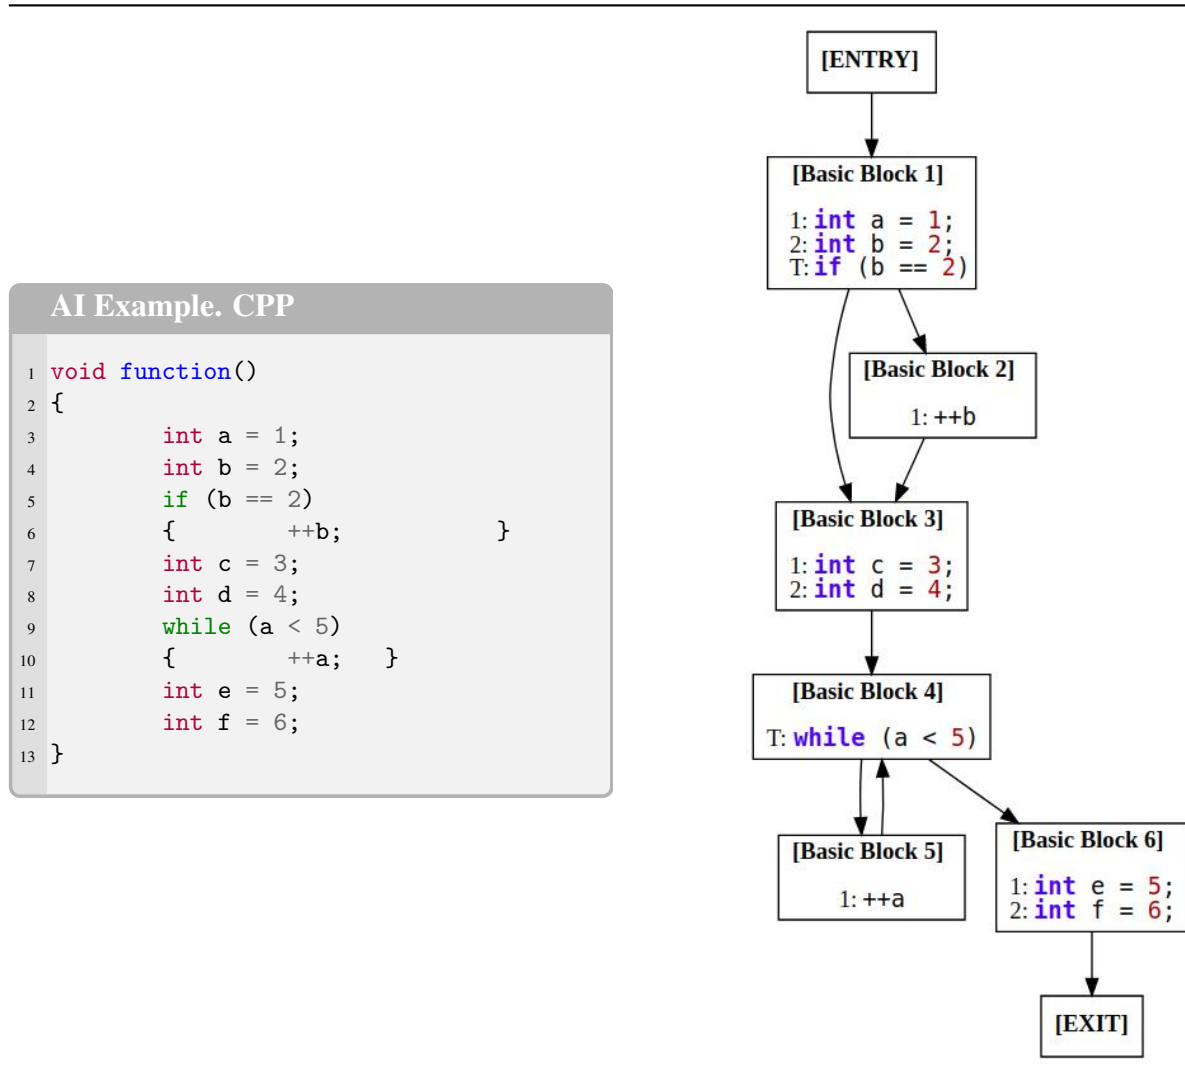 AI Example. CPP
1 void function()
2 {
3 int a = 1;
4 int b = 2;
5 if (b == 2)
6 { ++b; }
7 int c = 3;
8 int d = 4;
9 while (a < 5)
10 { ++a; }
11 int e = 5;
12 int f = 6;
13 }
[ENTRY]
[Basic Block 1]
1: int a = 1;
2: int b = 2;
T: if (b == 2)
[Basic Block 2]
1: ++b
[Basic Block 3]
1: int c = 3;
2: int d = 4;
[Basic Block 4]
T: while (a < 5)
[Basic Block 5]
1: ++a
[Basic Block 6]
1: int e = 5;
2: int f = 6;
[EXIT]